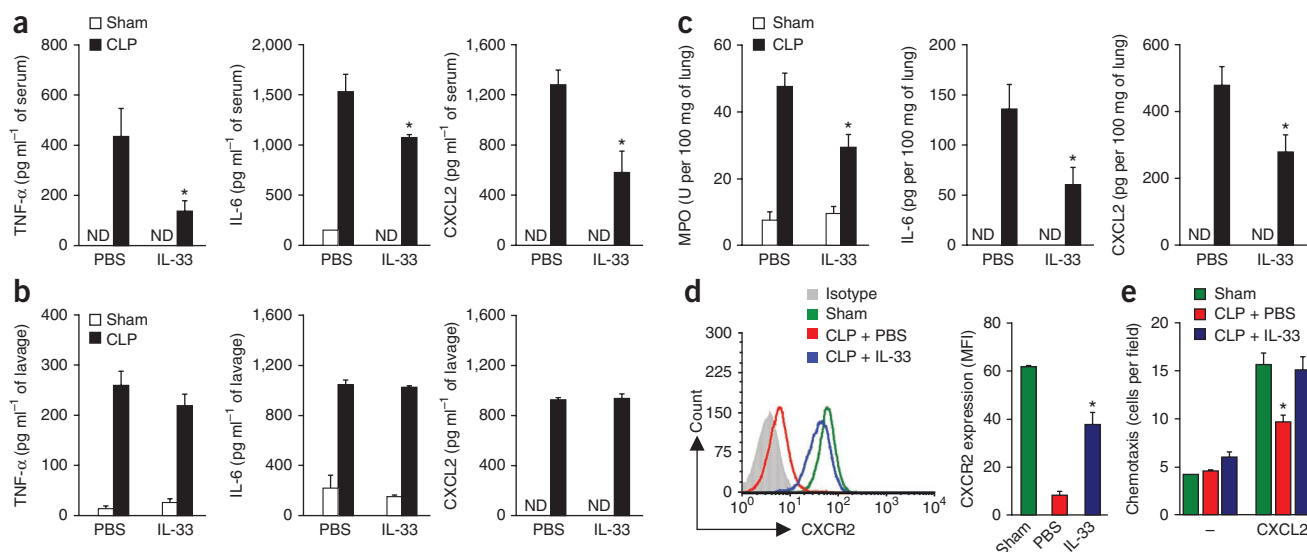 a
Sham
CLP
TNF-α (pg ml⁻¹ of serum)
800
600
400
200
0
ND
ND
*
PBS
IL-33
IL-6 (pg ml⁻¹ of serum)
2,000
1,500
1,000
500
0
ND
*
PBS
IL-33
CXCL2 (pg ml⁻¹ of serum)
1,600
1,200
800
400
0
ND
ND
*
PBS
IL-33
b
Sham
CLP
TNF-α (pg ml⁻¹ of lavage)
400
300
200
100
0
PBS
IL-33
IL-6 (pg ml⁻¹ of lavage)
1,600
1,200
800
400
0
PBS
IL-33
CXCL2 (pg ml⁻¹ of lavage)
1,600
1,200
800
400
0
ND
ND
PBS
IL-33
c
Sham
CLP
MPO (U per 100 mg of lung)
60
40
20
0
*
PBS
IL-33
IL-6 (pg per 100 mg of lung)
200
150
100
50
0
ND
ND
*
PBS
IL-33
CXCL2 (pg per 100 mg of lung)
600
400
200
0
ND
ND
*
PBS
IL-33
d
Isotype
Sham
CLP + PBS
CLP + IL-33
Count
300
225
150
75
0
10⁰
10¹
10²
10³
10⁴
CXCR2
CXCR2 expression (MFI)
80
60
40
20
0
*
Sham
PBS
IL-33
e
Sham
CLP + PBS
CLP + IL-33
Chemotaxis (cells per field)
20
15
10
5
0
*
–
CXCL2